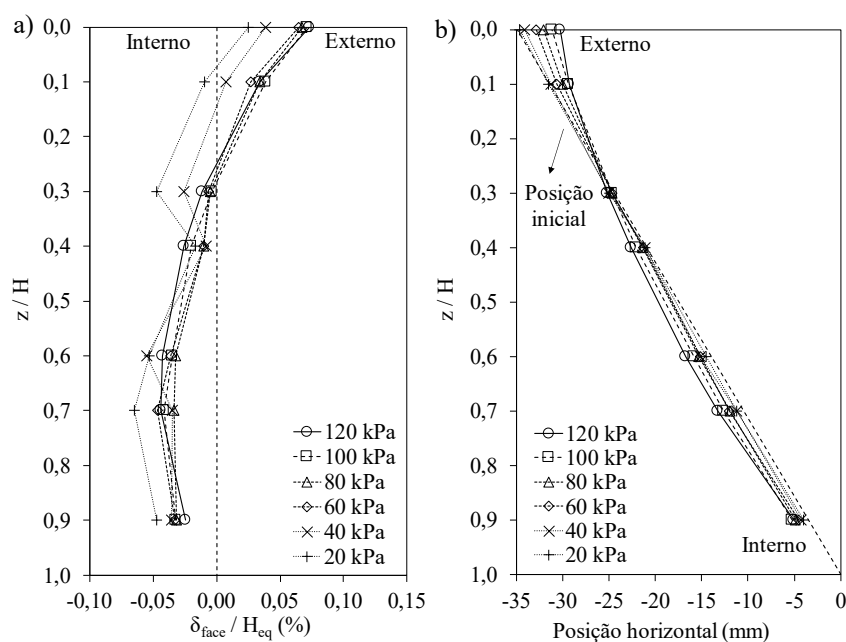 a)
Interno
Externo
0,0
0,1
0,2
0,3
0,4
0,5
0,6
0,7
0,8
0,9
1,0
z / H
120 kPa
100 kPa
80 kPa
60 kPa
40 kPa
20 kPa
-0,10 -0,05 0,00 0,05 0,10 0,15
δface / Heq (%)
b)
Externo
Posição
inicial
Interno
0,0
0,1
0,2
0,3
0,4
0,5
0,6
0,7
0,8
0,9
1,0
z / H
120 kPa
100 kPa
80 kPa
60 kPa
40 kPa
20 kPa
-35 -30 -25 -20 -15 -10 -5 0
Posição horizontal (mm)